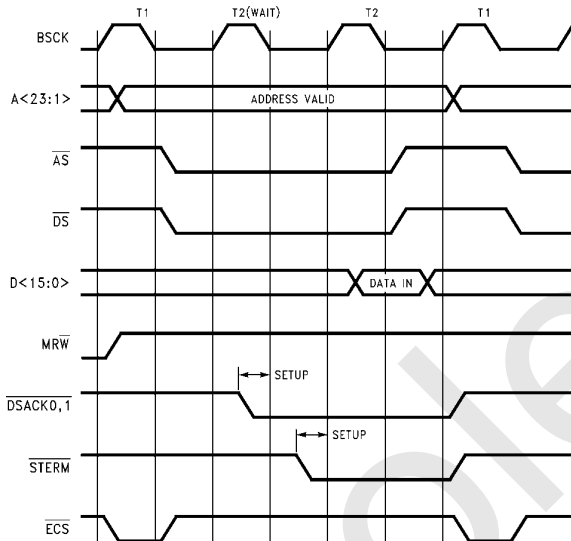 T1 T2(WAIT) T2 T1
BSCK
A<23:1> ADDRESS VALID
AS
DS
D<15:0> DATA IN
MRW
SETUP
DSACK0,1
SETUP
STERM
ECS